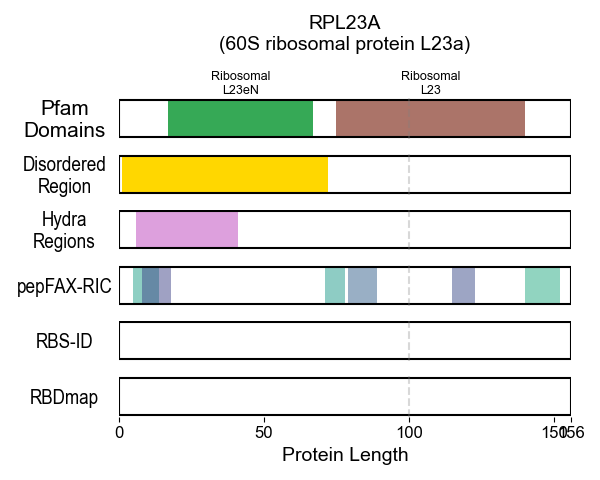 RPL23A
(60S ribosomal protein L23a)
Ribosomal
L23eN
Ribosomal
L23
Pfam
Domains
Disordered
Region
Hydra
Regions
pepFAX-RIC
RBS-ID
RBDmap
0
50
100
150
156
Protein Length